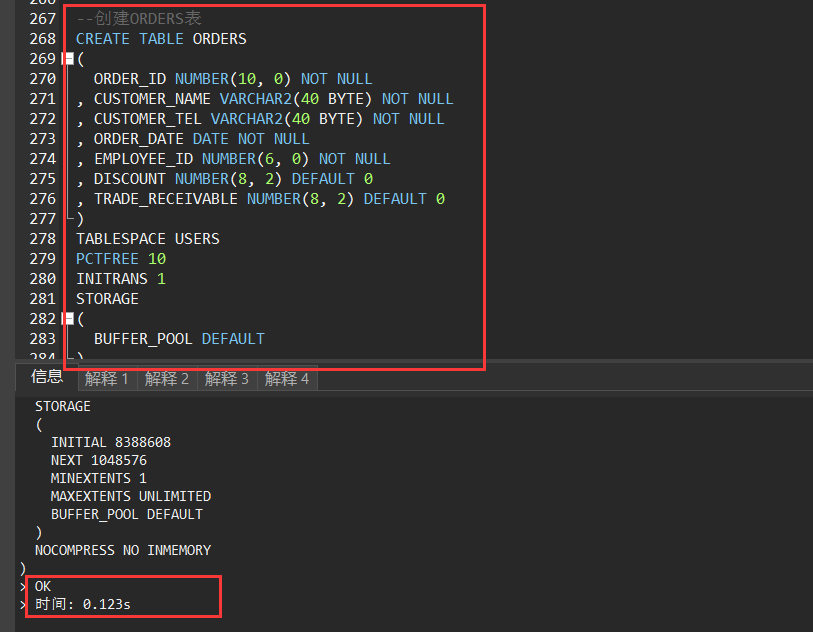 266
267 --创建ORDERS表
268 CREATE TABLE ORDERS
269 (
270 ORDER_ID NUMBER(10, 0) NOT NULL
271 , CUSTOMER_NAME VARCHAR2(40 BYTE) NOT NULL
272 , CUSTOMER_TEL VARCHAR2(40 BYTE) NOT NULL
273 , ORDER_DATE DATE NOT NULL
274 , EMPLOYEE_ID NUMBER(6, 0) NOT NULL
275 , DISCOUNT NUMBER(8, 2) DEFAULT 0
276 , TRADE_RECEIVABLE NUMBER(8, 2) DEFAULT 0
277 )
278 TABLESPACE USERS
279 PCTFREE 10
280 INITRANS 1
281 STORAGE
282 (
283 BUFFER_POOL DEFAULT
284 )
信息 解释 1 解释 2 解释 3 解释 4
STORAGE
(
INITIAL 8388608
NEXT 1048576
MINEXTENTS 1
MAXEXTENTS UNLIMITED
BUFFER_POOL DEFAULT
)
NOCOMPRESS NO INMEMORY
)
> OK
> 时间: 0.123s